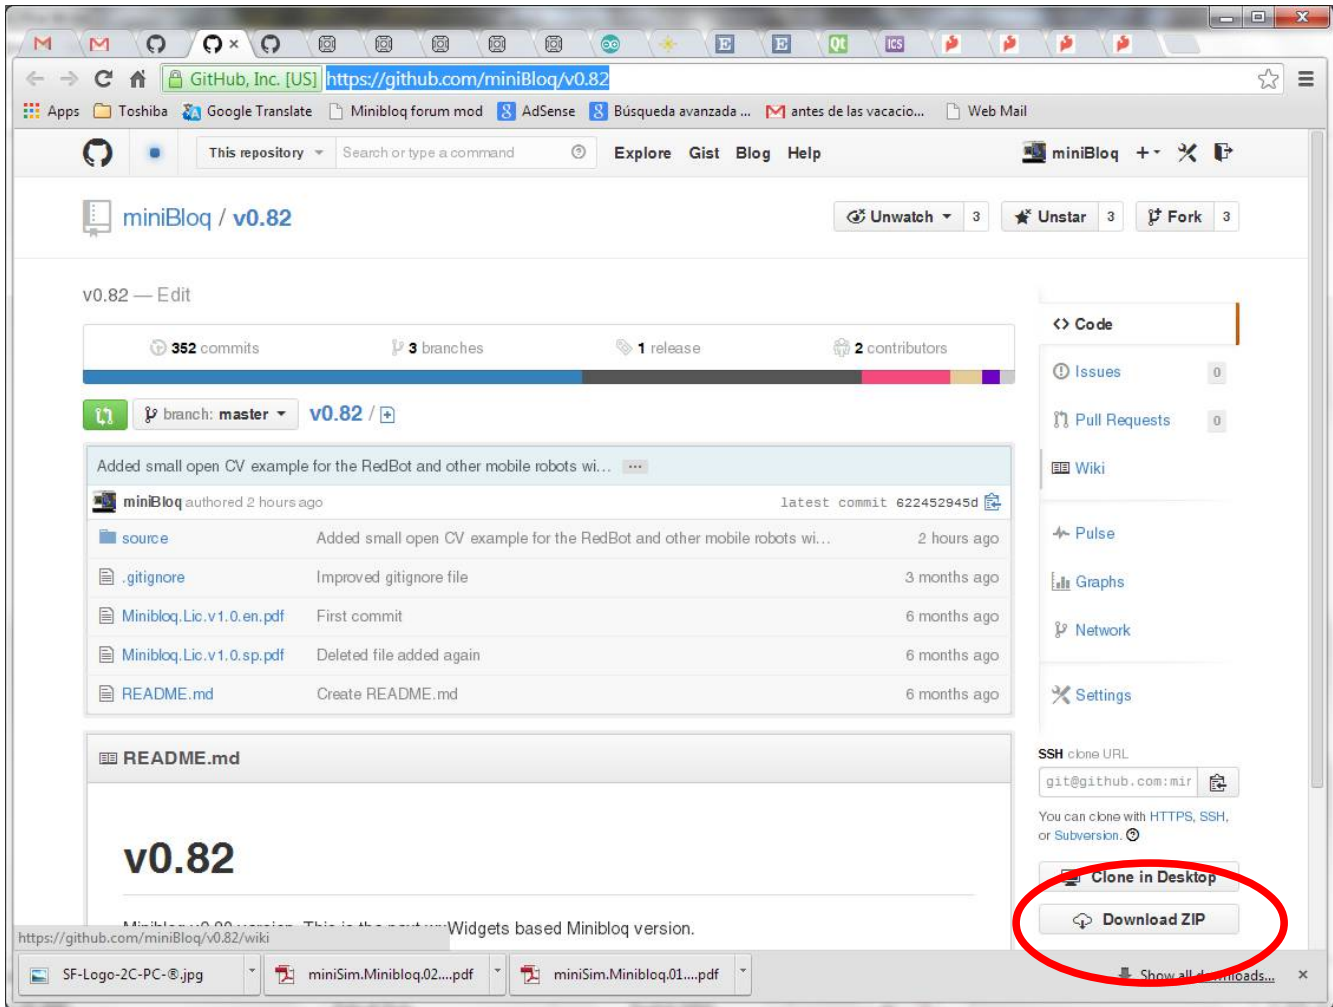 GitHub, Inc. [US] https://github.com/miniBloq/v0.82
Apps Toshiba Google Translate Minibloq forum mod AdSense Búsqueda avanzada ... antes de las vacacio... Web Mail
This repository Search or type a command Explore Gist Blog Help miniBloq
miniBloq / v0.82 Unwatch 3 Unstar 3 Fork 3
v0.82 — Edit
352 commits 3 branches 1 release 2 contributors
branch: master v0.82 /
Added small open CV example for the RedBot and other mobile robots wi... ...
miniBloq authored 2 hours ago latest commit 622452945d
source Added small open CV example for the RedBot and other mobile robots wi... 2 hours ago
.gitignore Improved gitignore file 3 months ago
Minibloq.Lic.v1.0.en.pdf First commit 6 months ago
Minibloq.Lic.v1.0.sp.pdf Deleted file added again 6 months ago
README.md Create README.md 6 months ago
README.md
v0.82
Widgets based Minibloq version.
Code
Issues 0
Pull Requests 0
Wiki
Pulse
Graphs
Network
Settings
SSH clone URL
git@github.com:mir
You can clone with HTTPS, SSH,
or Subversion.
Clone in Desktop
Download ZIP
https://github.com/miniBloq/v0.82/wiki
SF-Logo-2C-PC-®.jpg miniSim.Minibloq.02....pdf miniSim.Minibloq.01....pdf Show all downloads...